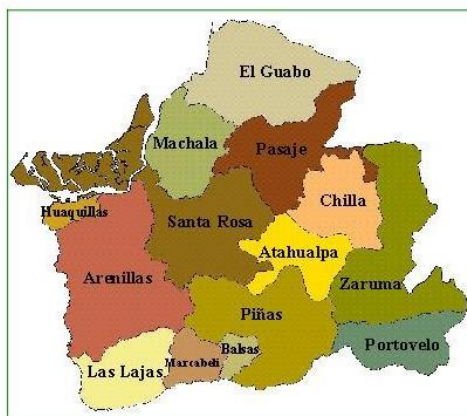 El Guabo
Machala
Pasaje
Chilla
Huaquillas
Santa Rosa
Atahualpa
Arenillas
Zaruma
Piñas
Balsas
Portovelo
Marcabelí
Las Lajas